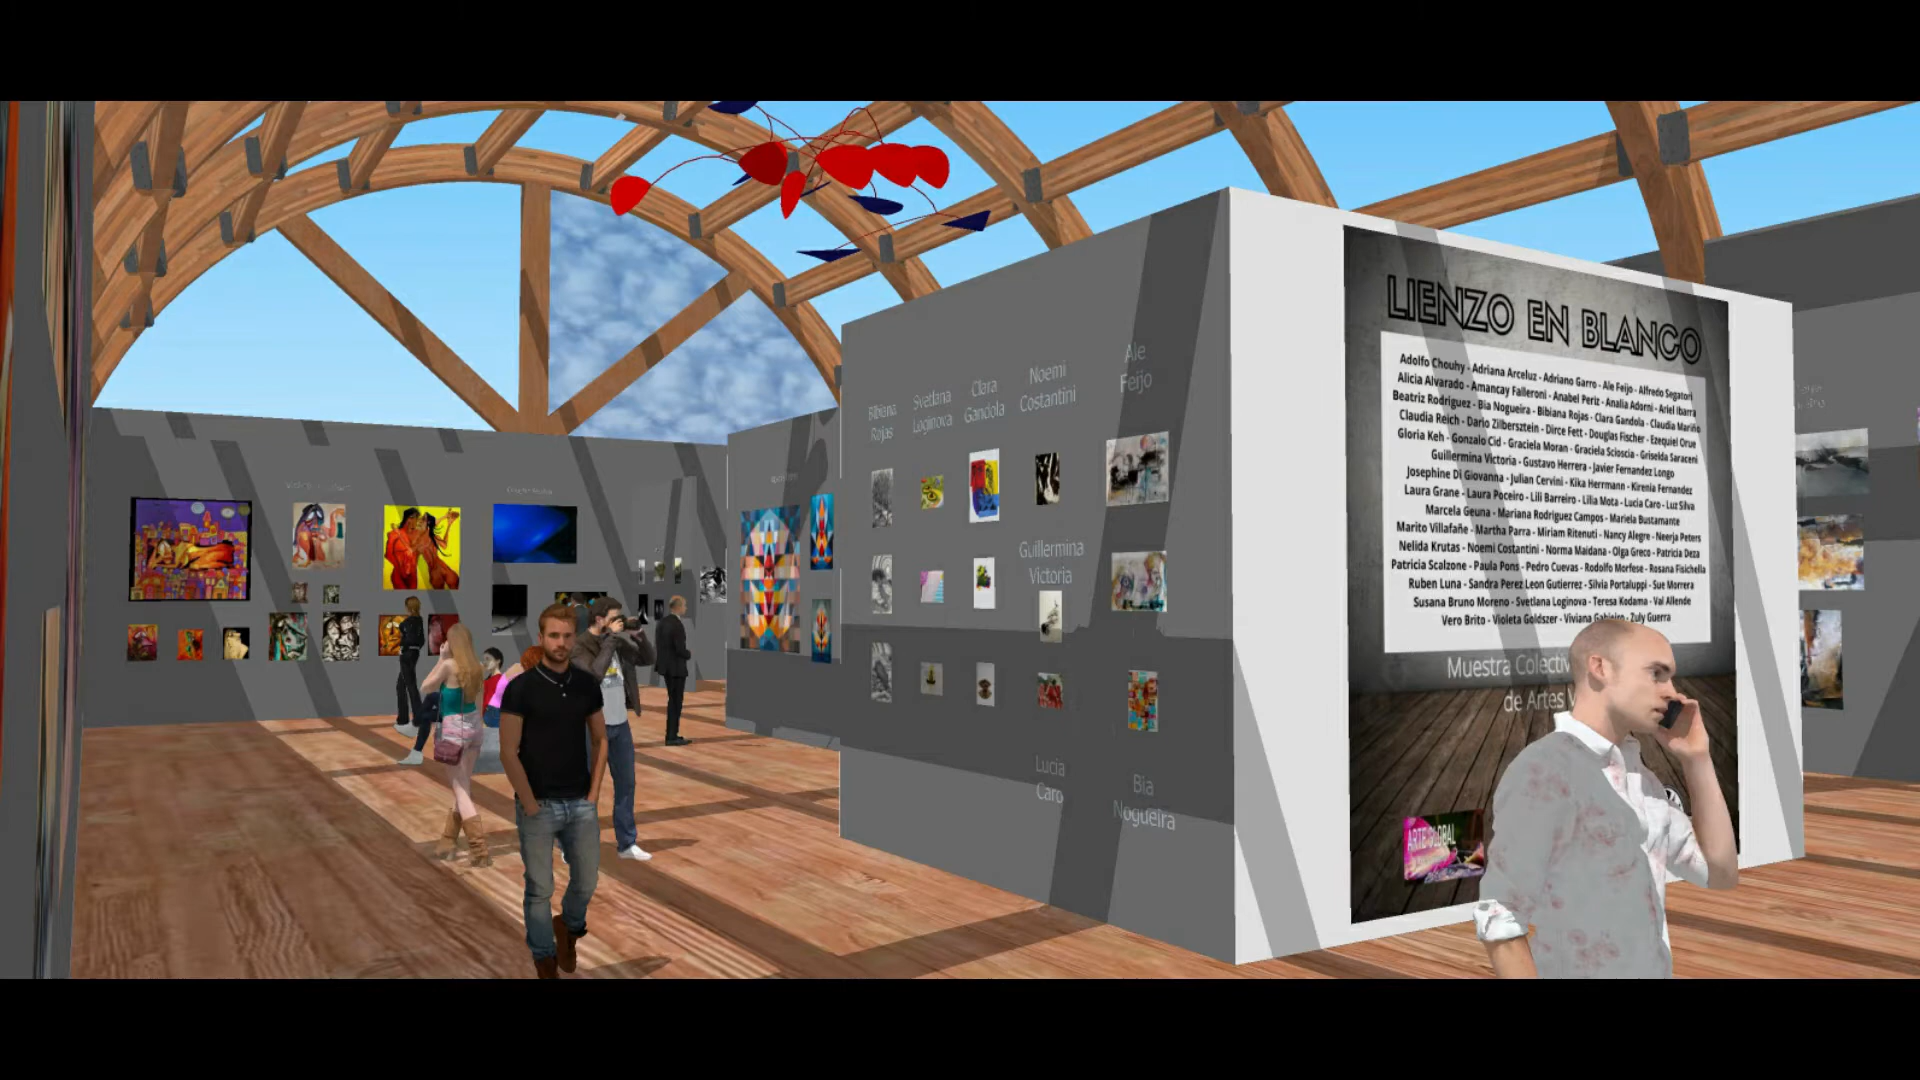 Bibiana
Rojas
Svetlana
Loginova
Clara
Gandola
Noemi
Costantini
Ale
Feijo
Guillermina
Victoria
Lucia
Caro
Bia
Nogueira
LIENZO EN BLANCO
Adolfo Chouhy - Adriana Arceluz - Adriano Garro - Ale Feijo - Alfredo Segatori
Alicia Alvarado - Amancay Falleroni - Anabel Periz - Analia Adorni - Ariel Ibarra
Beatriz Rodriguez - Bia Nogueira - Bibiana Rojas - Clara Gandola - Claudia Mariño
Claudia Reich - Dario Zilbersztein - Dirce Fett - Douglas Fischer - Ezequiel Orue
Gloria Keh - Gonzalo Cid - Graciela Moran - Graciela Scioscia - Griselda Saraceni
Guillermina Victoria - Gustavo Herrera - Javier Fernandez Longo
Josephine Di Giovanna - Julian Cervini - Kika Herrmann - Kirenia Fernandez
Laura Grane - Laura Poceiro - Lili Barreiro - Lilia Mota - Lucia Caro - Luz Silva
Marcela Geuna - Mariana Rodriguez Campos - Mariela Bustamante
Marito Villafañe - Martha Parra - Miriam Ritenuti - Nancy Alegre - Neerja Peters
Nelida Krutas - Noemi Costantini - Norma Maidana - Olga Greco - Patricia Deza
Patricia Scalzone - Paula Pons - Pedro Cuevas - Rodolfo Morfese - Rosana Fisichella
Ruben Luna - Sandra Perez Leon Gutierrez - Silvia Portaluppi - Sue Morrera
Susana Bruno Moreno - Svetlana Loginova - Teresa Kodama - Val Allende
Vero Brito - Violeta Goldszer - Viviana Gabieiro - Zuly Guerra
Muestra Colectiv
de Artes V
ARTE GLOBAL